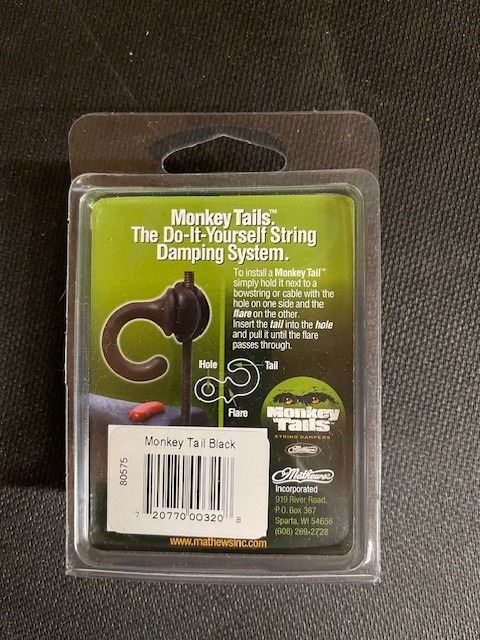 Monkey Tails.™
The Do-It-Yourself String
Damping System.
To install a Monkey Tail™
simply hold it next to a
bowstring or cable with the
hole on one side and the
flare on the other.
Insert the tail into the hole
and pull it until the flare
passes through.
Hole
Tail
Flare
Monkey
Tails
STRING DAMPERS
Mathews
Monkey Tail Black
80575
7 20770 00320 8
Mathews
Incorporated
919 River Road,
P.O. Box 367
Sparta, WI 54656
(608) 269-2728
www.mathewsinc.com